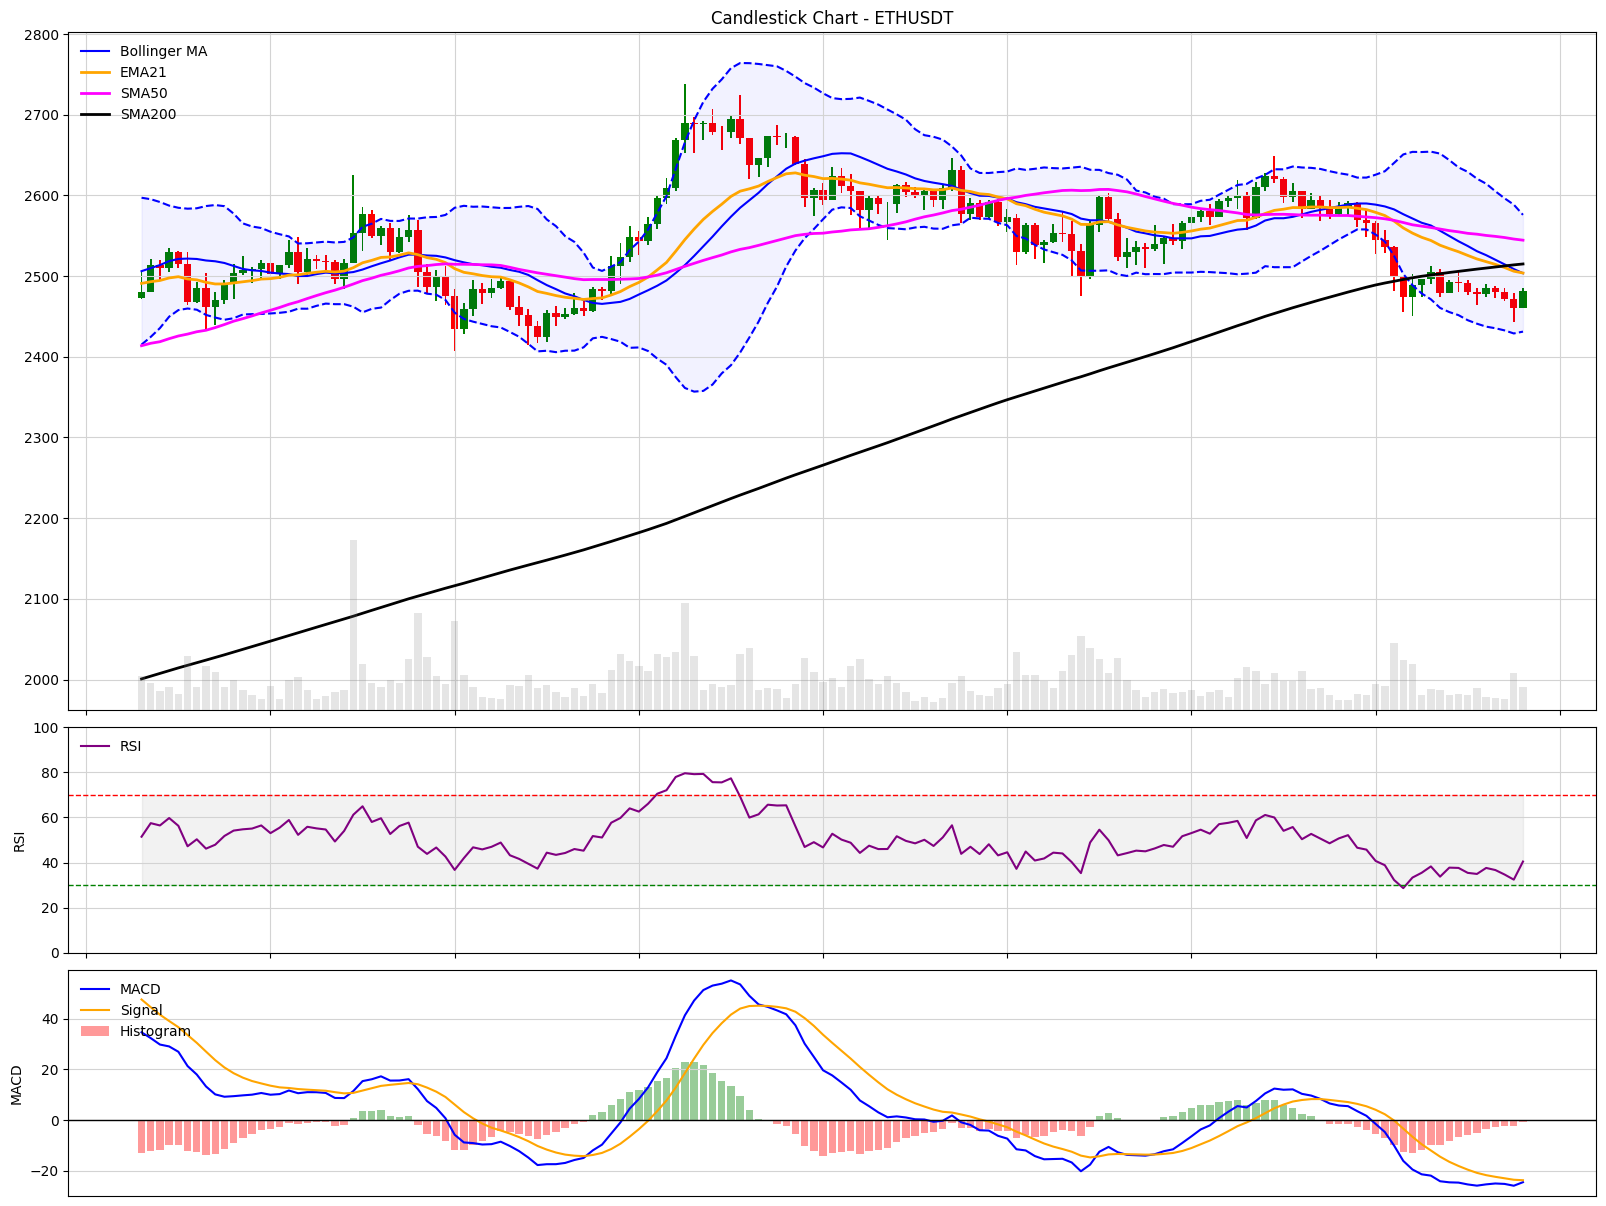 Candlestick Chart - ETHUSDT
2800
2700
2600
2500
2400
2300
2200
2100
2000
Bollinger MA
EMA21
SMA50
SMA200
100
80
60
40
20
0
RSI
RSI
40
20
0
−20
MACD
MACD
Signal
Histogram